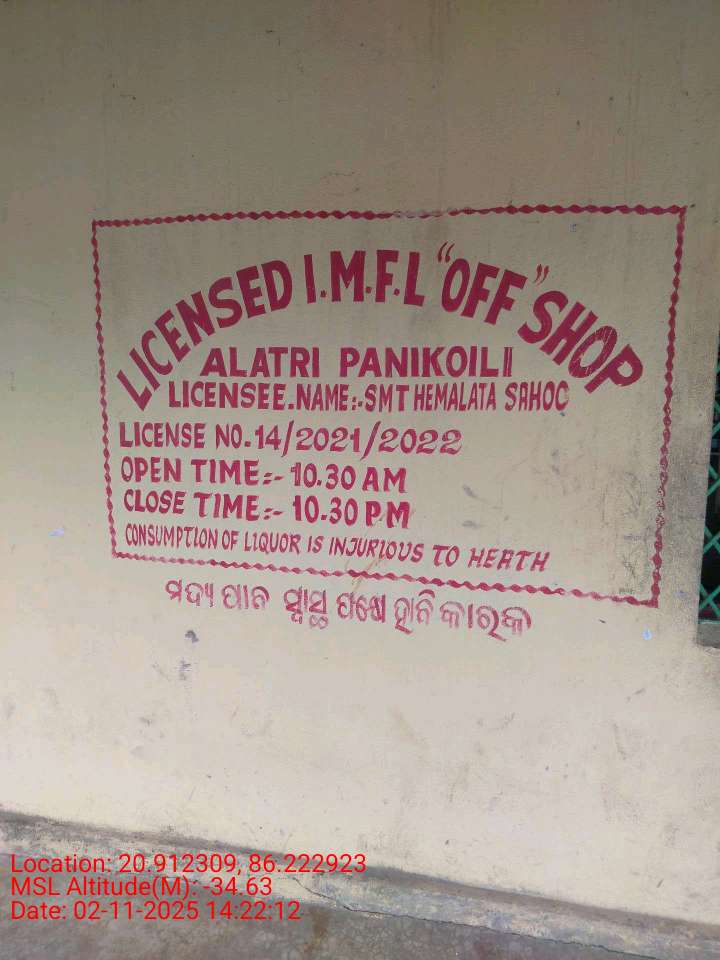 LICENSED I.M.F.L "OFF" SHOP
ALATRI PANIKOILI
LICENSEE.NAME:-SMT HEMALATA SAHOO
LICENSE NO.14/2021/2022
OPEN TIME:- 10.30 AM
CLOSE TIME:- 10.30 PM
CONSUMPTION OF LIQUOR IS INJURIOUS TO HEATH
ମଦ୍ୟ ପାନ ସ୍ବାସ୍ଥ ପକ୍ଷେ ହାନି କାରକ
Location: 20.912309, 86.222923
MSL Altitude(M): -34.63
Date: 02-11-2025 14:22:12